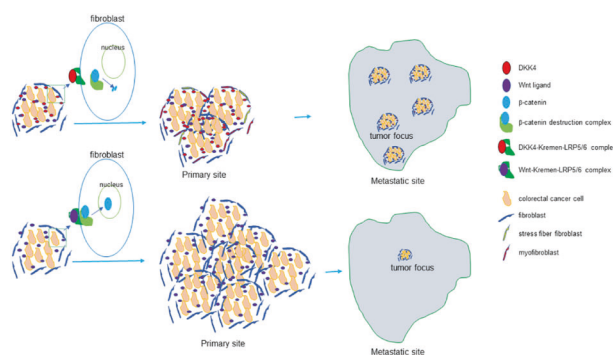 fibroblast
nucleus
Primary site
tumor focus
Metastatic site
fibroblast
nucleus
Primary site
tumor focus
Metastatic site
DKK4
Wnt ligand
β-catenin
β-catenin destruction complex
DKK4-Kremen-LRP5/6 comple
Wnt-Kremen-LRP5/6 complex
colorectal cancer cell
fibroblast
stress fiber fibroblast
myofibroblast